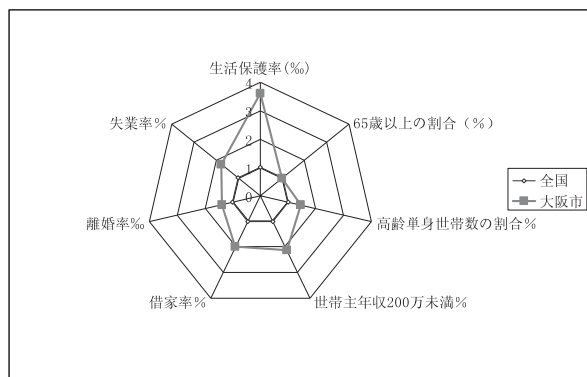 生活保護率(‰)
4
3
2
1
0
失業率%
65歳以上の割合（%）
全国
大阪市
離婚率‰
高齢単身世帯数の割合%
借家率%
世帯主年収200万未満%